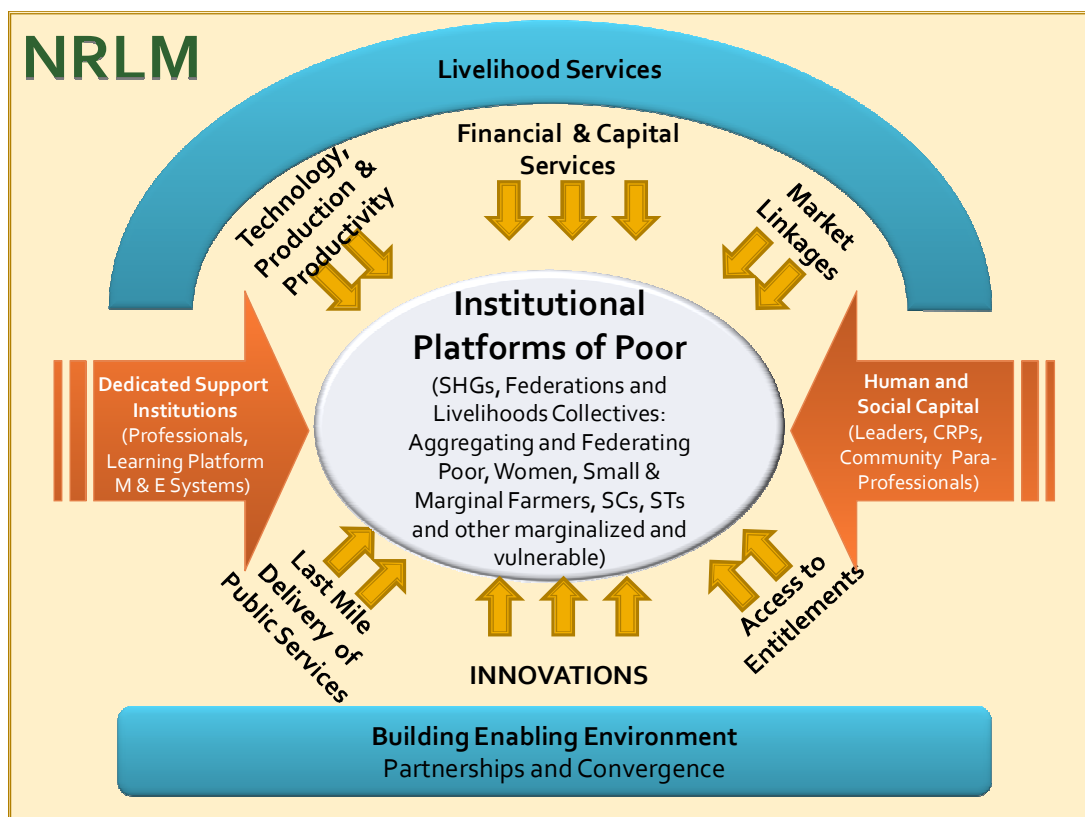 NRLM
Livelihood Services
Financial & Capital
Services
Technology,
Production &
Productivity
Market
Linkages
Institutional
Platforms of Poor
(SHGs, Federations and
Livelihoods Collectives:
Aggregating and Federating
Poor, Women, Small &
Marginal Farmers, SCs, STs
and other marginalized and
vulnerable)
Dedicated Support
Institutions
(Professionals,
Learning Platform
M & E Systems)
Human and
Social Capital
(Leaders, CRPs,
Community Para-
Professionals)
Last Mile
Delivery of
Public Services
INNOVATIONS
Access to
Entitlements
Building Enabling Environment
Partnerships and Convergence